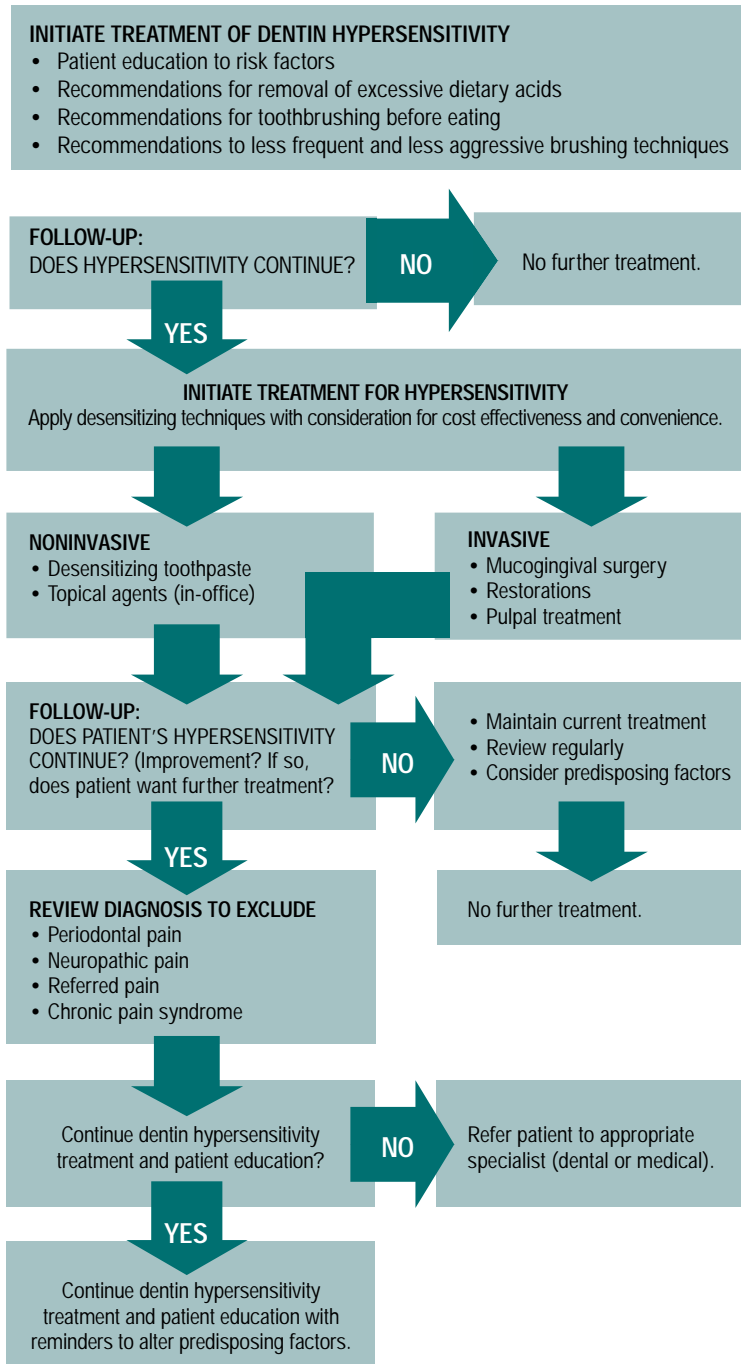 INITIATE TREATMENT OF DENTIN HYPERSENSITIVITY
• Patient education to risk factors
• Recommendations for removal of excessive dietary acids
• Recommendations for toothbrushing before eating
• Recommendations to less frequent and less aggressive brushing techniques
FOLLOW-UP:
DOES HYPERSENSITIVITY CONTINUE?
NO
No further treatment.
YES
INITIATE TREATMENT FOR HYPERSENSITIVITY
Apply desensitizing techniques with consideration for cost effectiveness and convenience.
NONINVASIVE
• Desensitizing toothpaste
• Topical agents (in-office)
INVASIVE
• Mucogingival surgery
• Restorations
• Pulpal treatment
FOLLOW-UP:
DOES PATIENT'S HYPERSENSITIVITY
CONTINUE? (Improvement? If so,
does patient want further treatment?
NO
• Maintain current treatment
• Review regularly
• Consider predisposing factors
YES
No further treatment.
REVIEW DIAGNOSIS TO EXCLUDE
• Periodontal pain
• Neuropathic pain
• Referred pain
• Chronic pain syndrome
Continue dentin hypersensitivity
treatment and patient education?
NO
Refer patient to appropriate
specialist (dental or medical).
YES
Continue dentin hypersensitivity
treatment and patient education with
reminders to alter predisposing factors.